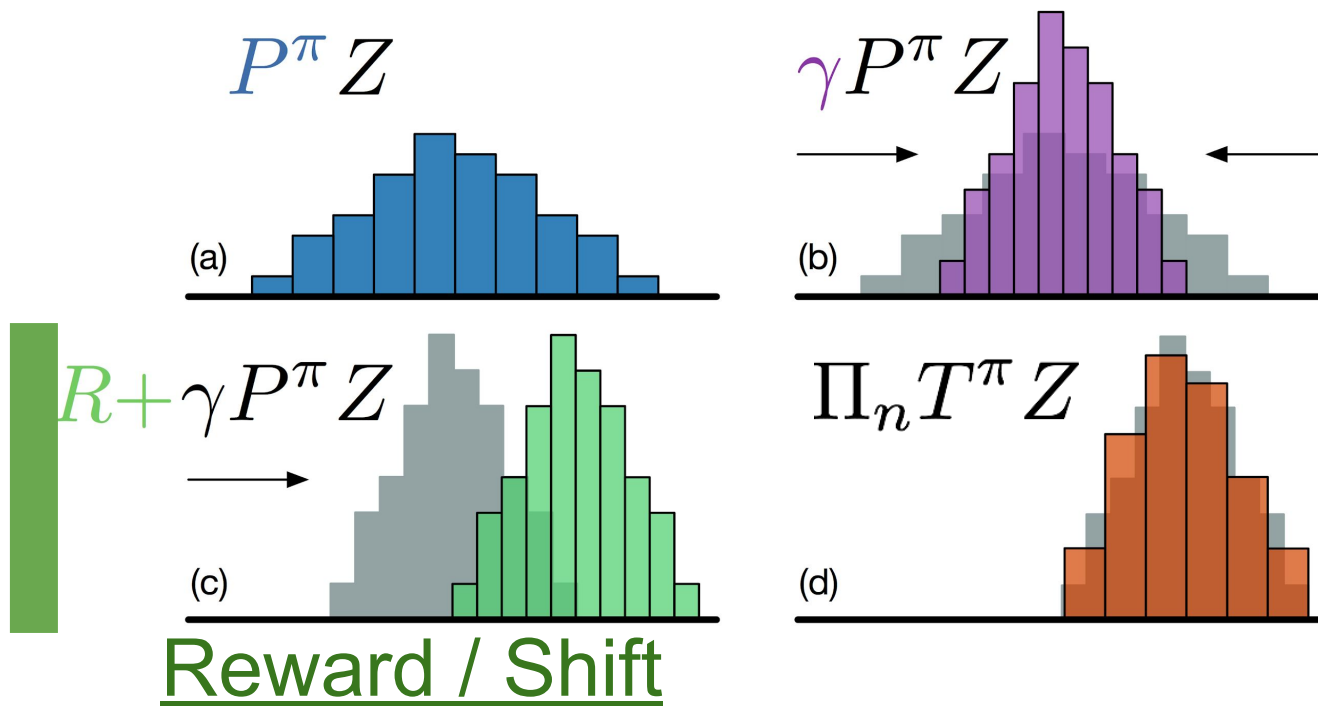 P^π Z
(a)
γP^π Z
(b)
R+γP^π Z
(c)
Π_n T^π Z
(d)
Reward / Shift